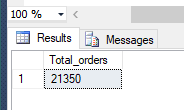 100 %
Results Messages
Total_orders
1 21350